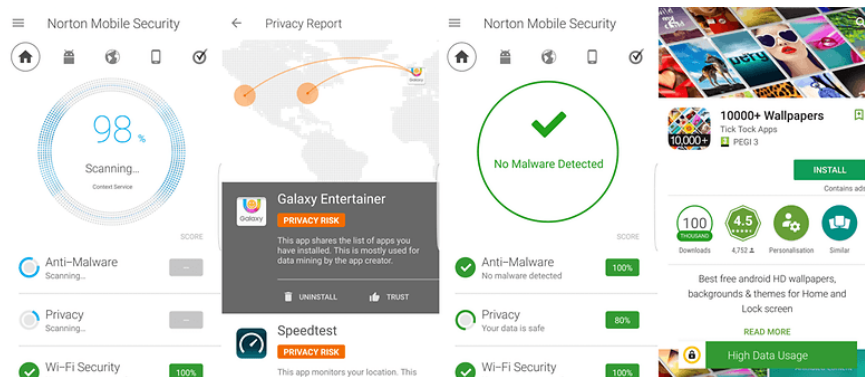 Norton Mobile Security
98%
Scanning...
Context Service
SCORE
Anti-Malware
Scanning...
--
Privacy
Scanning...
--
Wi-Fi Security
100%
Privacy Report
Galaxy
Galaxy
Galaxy Entertainer
PRIVACY RISK
This app shares the list of apps you
have installed. This is mostly used for
data mining by the app creator.
UNINSTALL
TRUST
Speedtest
PRIVACY RISK
This app monitors your location. This
Norton Mobile Security
No Malware Detected
SCORE
Anti-Malware
No malware detected
100%
Privacy
Your data is safe
80%
Wi-Fi Security
100%
10,000+
10000+ Wallpapers
Tick Tock Apps
PEGI 3
INSTALL
Contains ads
100
THOUSAND
Downloads
4.5
4,752
Personalisation
Similar
Best free android HD wallpapers,
backgrounds & themes for Home and
Lock screen
READ MORE
High Data Usage